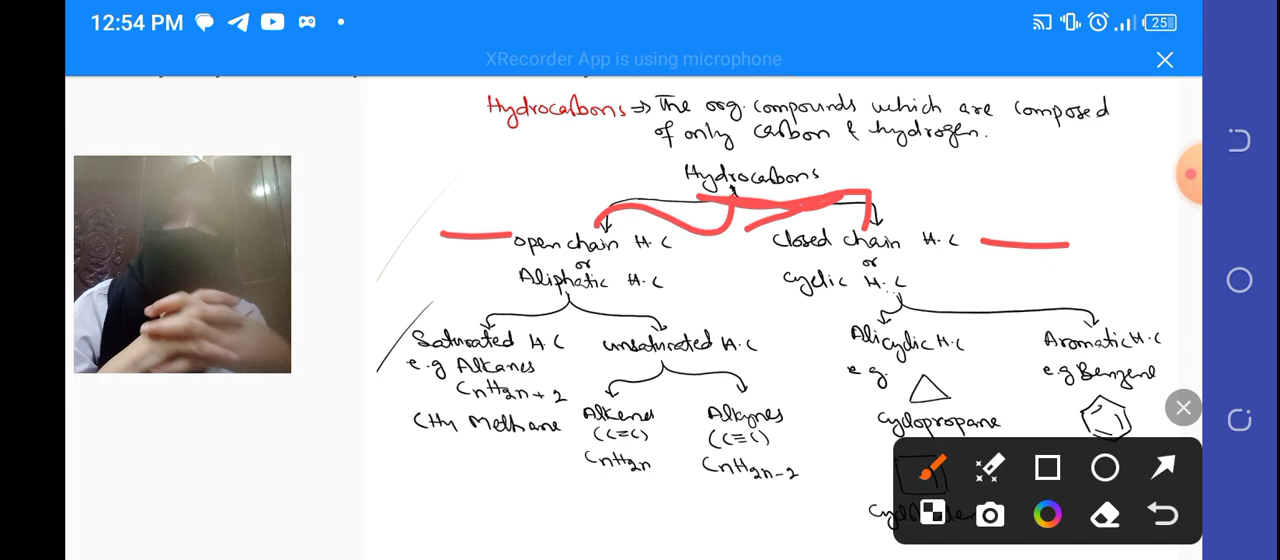 12:54 PM
25
XRecorder App is using microphone
Hydrocarbons ⇒ The org. compounds which are composed
of only carbon & hydrogen.
Hydrocarbons
open chain H.C
or
Aliphatic H.C
Closed chain H.C
or
Cyclic H.C
Saturated H.C
e.g Alkanes
CnH2n+2
CH4 Methane
unsaturated H.C
Alkenes
(C=C)
CnH2n
Alkynes
(C≡C)
CnH2n-2
Alicyclic H.C
e.g.
Cyclopropane
Aromatic H.C
e.g Benzene